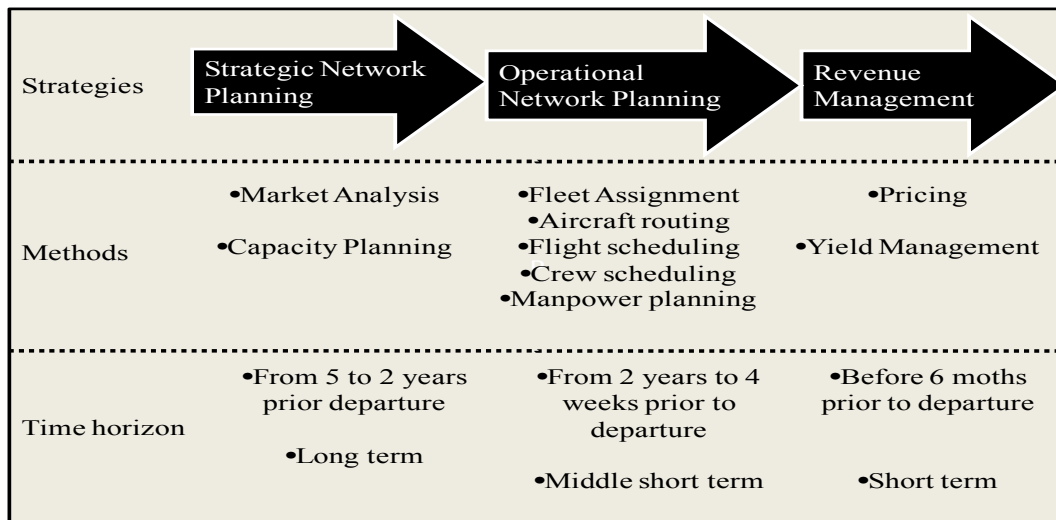 Strategies
Strategic Network
Planning
Operational
Network Planning
Revenue
Management
Methods
•Market Analysis
•Capacity Planning
•Fleet Assignment
•Aircraft routing
•Flight scheduling
•Crew scheduling
•Manpower planning
•Pricing
•Yield Management
Time horizon
•From 5 to 2 years
prior departure
•Long term
•From 2 years to 4
weeks prior to
departure
•Middle short term
•Before 6 moths
prior to departure
•Short term